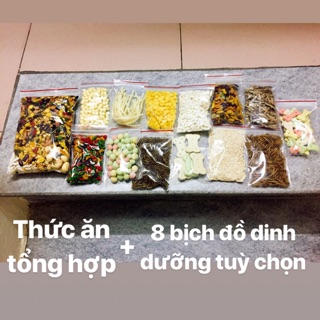 Thức ăn
tổng hợp
+
8 bịch đồ dinh
dưỡng tuỳ chọn